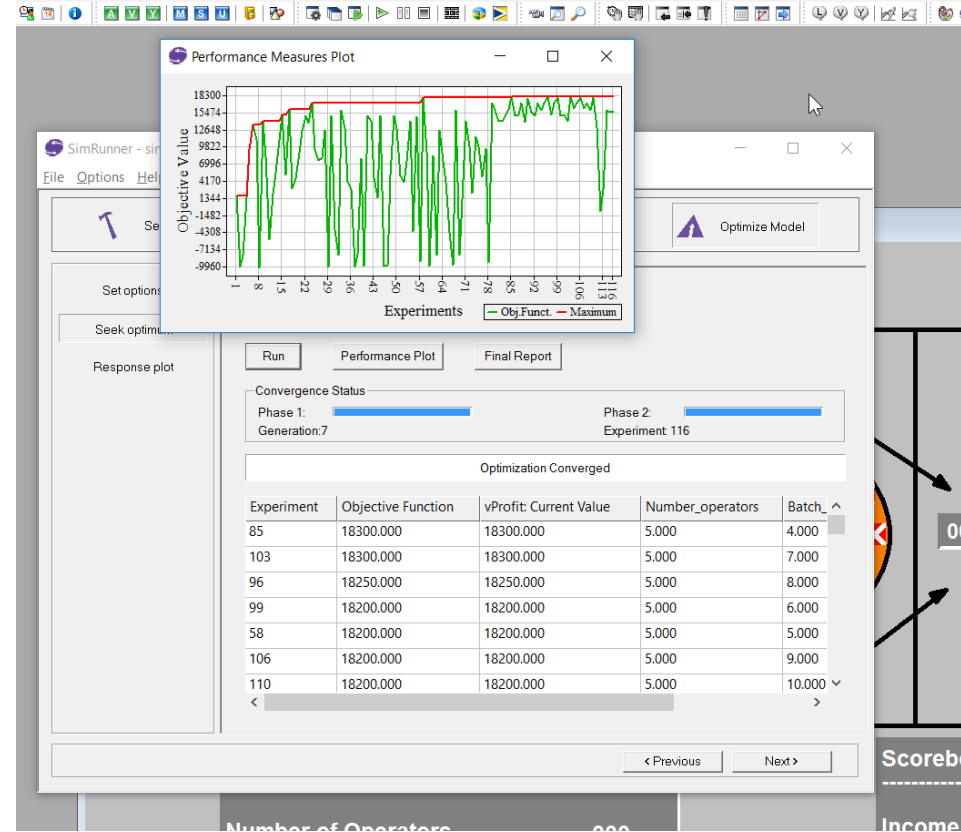 Performance Measures Plot
18300
15474
12648
9822
6996
4170
1344
-1482
-4308
-7134
-9960
Objective Value
1 8 15 22 29 36 43 50 57 64 71 78 85 92 99 106 113 116
Experiments
Obj.Funct. Maximum
SimRunner - sin
File Options Help
Se
Optimize Model
Set options
Seek optimum
Response plot
Run Performance Plot Final Report
Convergence Status
Phase 1: Phase 2:
Generation:7 Experiment: 116
Optimization Converged
Experiment Objective Function vProfit: Current Value Number_operators Batch_
85 18300.000 18300.000 5.000 4.000
103 18300.000 18300.000 5.000 7.000
96 18250.000 18250.000 5.000 8.000
99 18200.000 18200.000 5.000 6.000
58 18200.000 18200.000 5.000 5.000
106 18200.000 18200.000 5.000 9.000
110 18200.000 18200.000 5.000 10.000
< Previous Next >
Scorebo
Number of Operators 000
Income